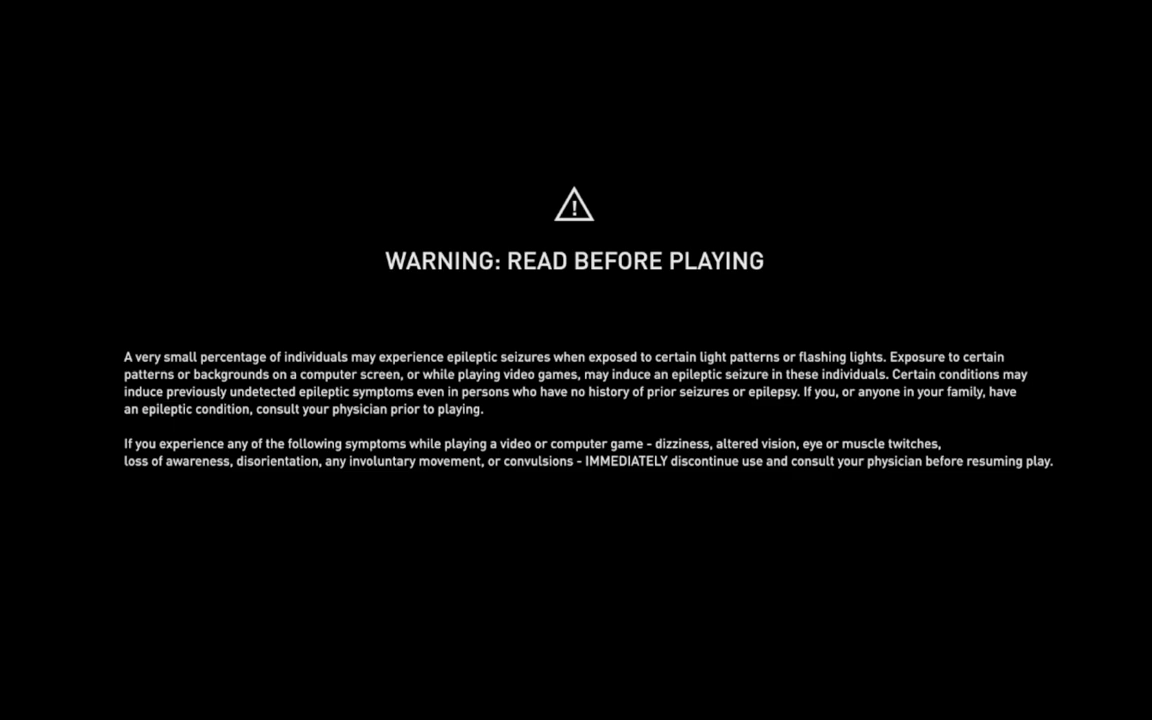 WARNING: READ BEFORE PLAYING
A very small percentage of individuals may experience epileptic seizures when exposed to certain light patterns or flashing lights. Exposure to certain
patterns or backgrounds on a computer screen, or while playing video games, may induce an epileptic seizure in these individuals. Certain conditions may
induce previously undetected epileptic symptoms even in persons who have no history of prior seizures or epilepsy. If you, or anyone in your family, have
an epileptic condition, consult your physician prior to playing.
If you experience any of the following symptoms while playing a video or computer game - dizziness, altered vision, eye or muscle twitches,
loss of awareness, disorientation, any involuntary movement, or convulsions - IMMEDIATELY discontinue use and consult your physician before resuming play.